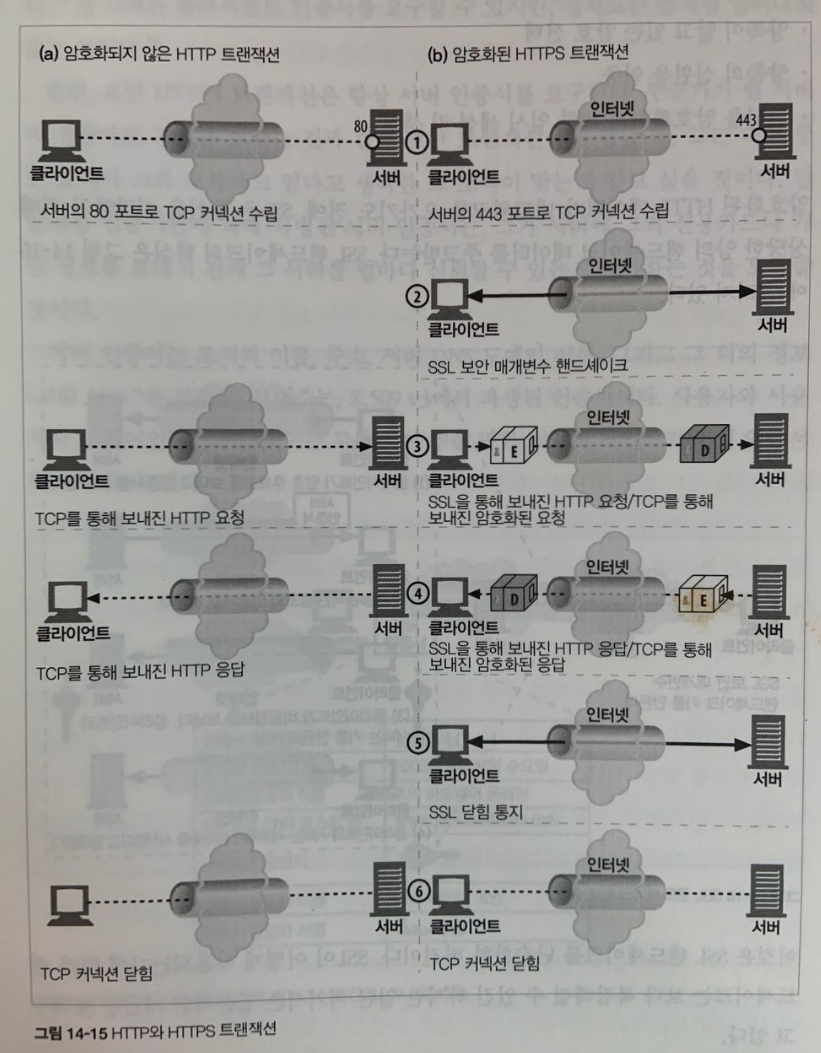 (a) 암호화되지 않은 HTTP 트랜잭션
(b) 암호화된 HTTPS 트랜잭션
80
클라이언트
서버
서버의 80 포트로 TCP 커넥션 수립
①
인터넷
443
클라이언트
서버
서버의 443 포트로 TCP 커넥션 수립
②
인터넷
클라이언트
서버
SSL 보안 매개변수 핸드셰이크
클라이언트
서버
TCP를 통해 보내진 HTTP 요청
③
인터넷
E
D
클라이언트
서버
SSL을 통해 보내진 HTTP 요청/TCP를 통해
보내진 암호화된 요청
클라이언트
서버
TCP를 통해 보내진 HTTP 응답
④
인터넷
D
E
클라이언트
서버
SSL을 통해 보내진 HTTP 응답/TCP를 통해
보내진 암호화된 응답
⑤
인터넷
클라이언트
서버
SSL 닫힘 통지
서버
TCP 커넥션 닫힘
⑥
인터넷
클라이언트
서버
TCP 커넥션 닫힘
그림 14-15 HTTP와 HTTPS 트랜잭션